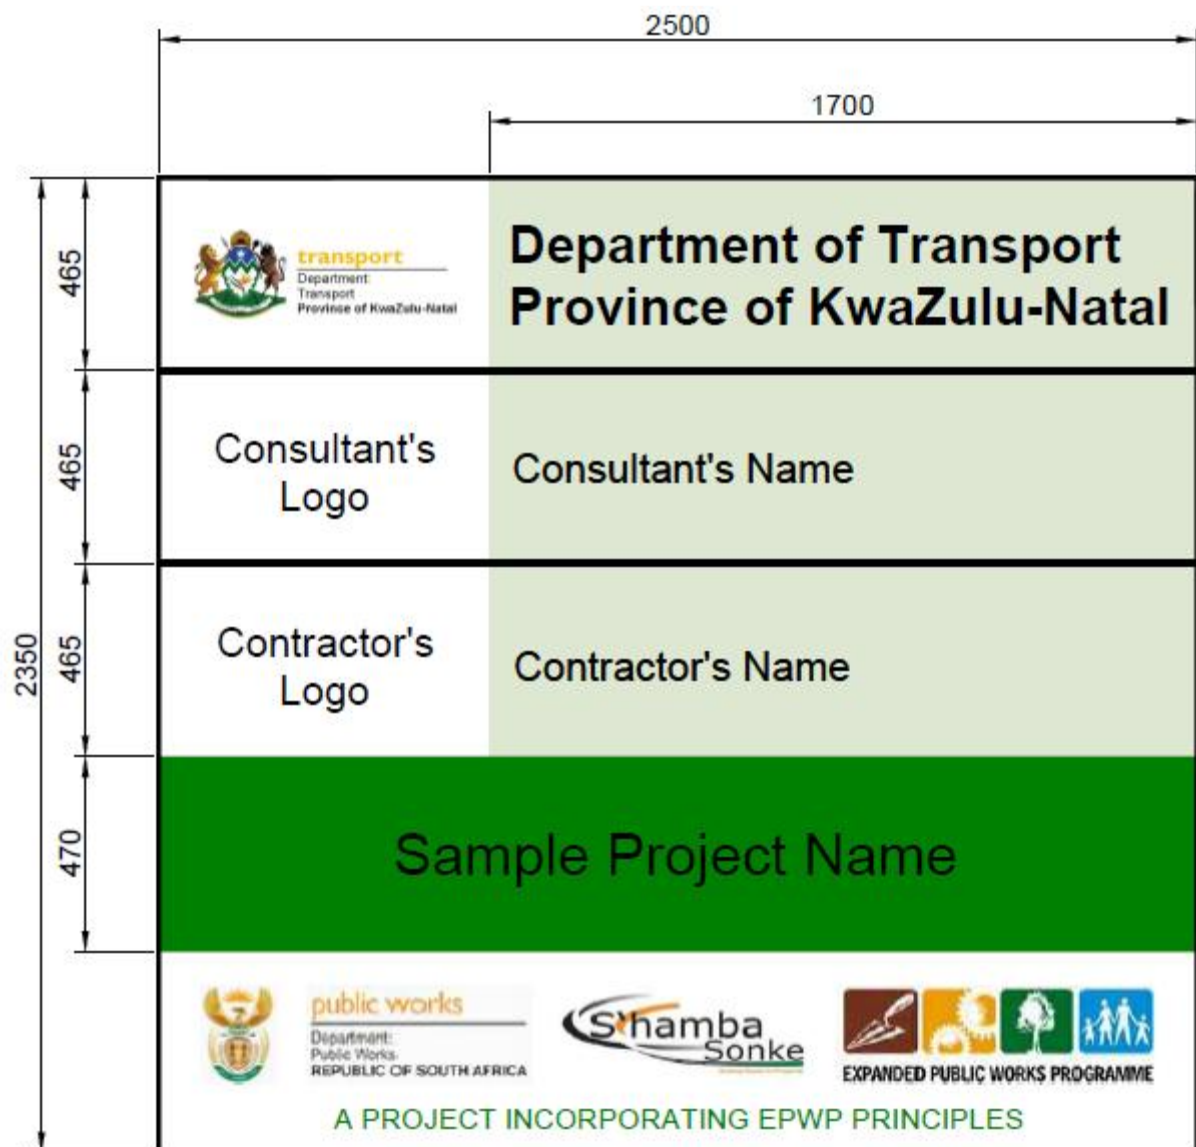 2500
1700
465
transport
Department:
Transport
Province of KwaZulu-Natal
Department of Transport
Province of KwaZulu-Natal
465
Consultant's
Logo
Consultant's Name
2350
465
Contractor's
Logo
Contractor's Name
470
Sample Project Name
public works
Department:
Public Works
REPUBLIC OF SOUTH AFRICA
S'hamba
Sonke
EXPANDED PUBLIC WORKS PROGRAMME
A PROJECT INCORPORATING EPWP PRINCIPLES